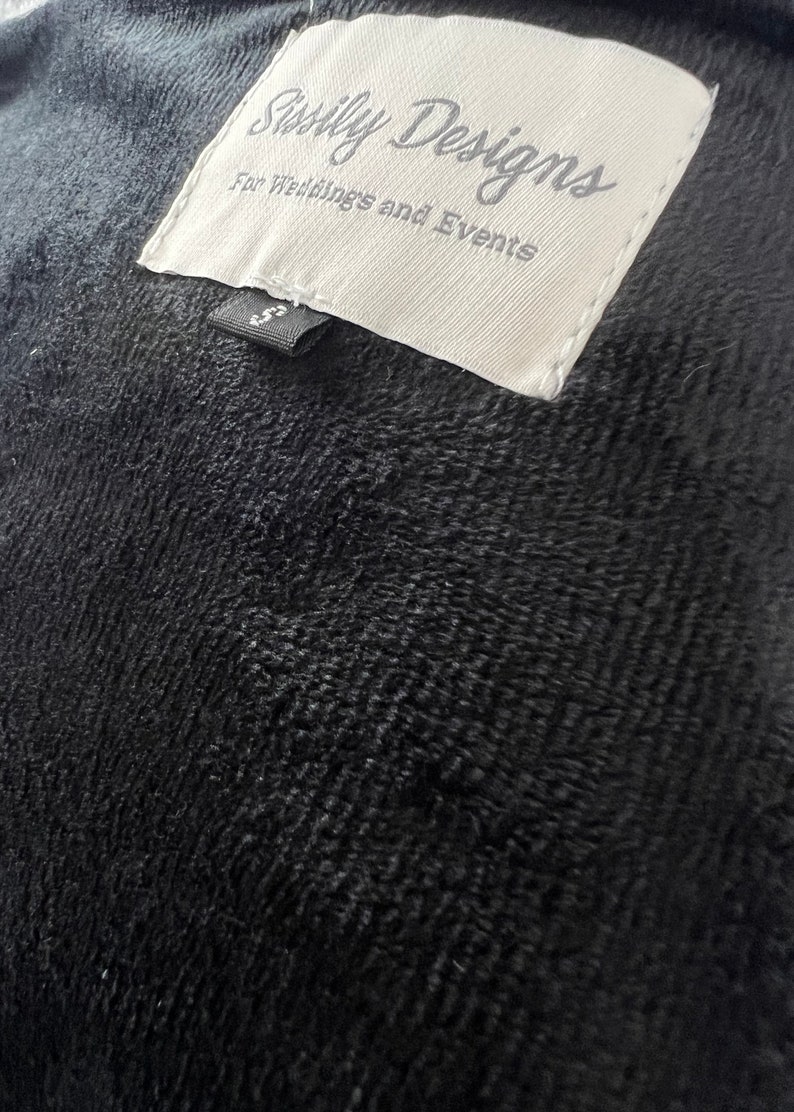 Sissily Designs
For Weddings and Events
S